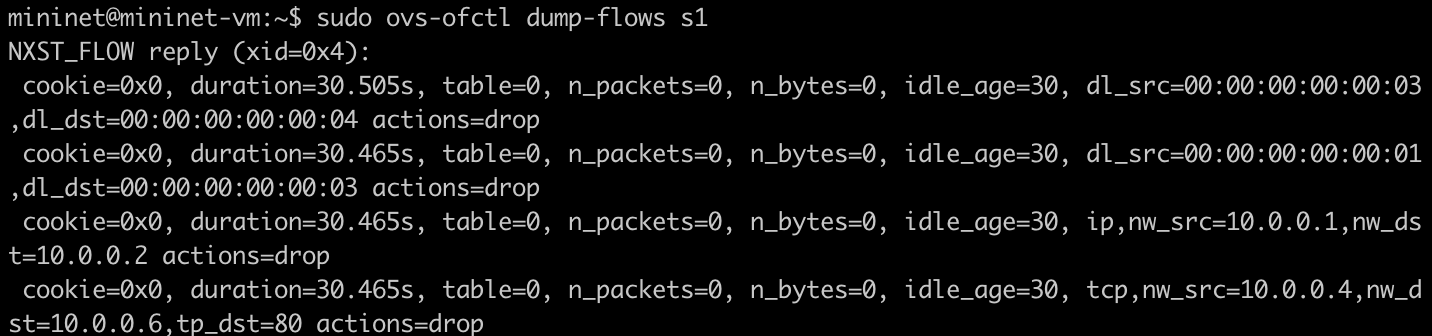 mininet@mininet-vm:~$ sudo ovs-ofctl dump-flows s1
NXST_FLOW reply (xid=0x4):
 cookie=0x0, duration=30.505s, table=0, n_packets=0, n_bytes=0, idle_age=30, dl_src=00:00:00:00:00:03
,dl_dst=00:00:00:00:00:04 actions=drop
 cookie=0x0, duration=30.465s, table=0, n_packets=0, n_bytes=0, idle_age=30, dl_src=00:00:00:00:00:01
,dl_dst=00:00:00:00:00:03 actions=drop
 cookie=0x0, duration=30.465s, table=0, n_packets=0, n_bytes=0, idle_age=30, ip,nw_src=10.0.0.1,nw_ds
t=10.0.0.2 actions=drop
 cookie=0x0, duration=30.465s, table=0, n_packets=0, n_bytes=0, idle_age=30, tcp,nw_src=10.0.0.4,nw_d
st=10.0.0.6,tp_dst=80 actions=drop